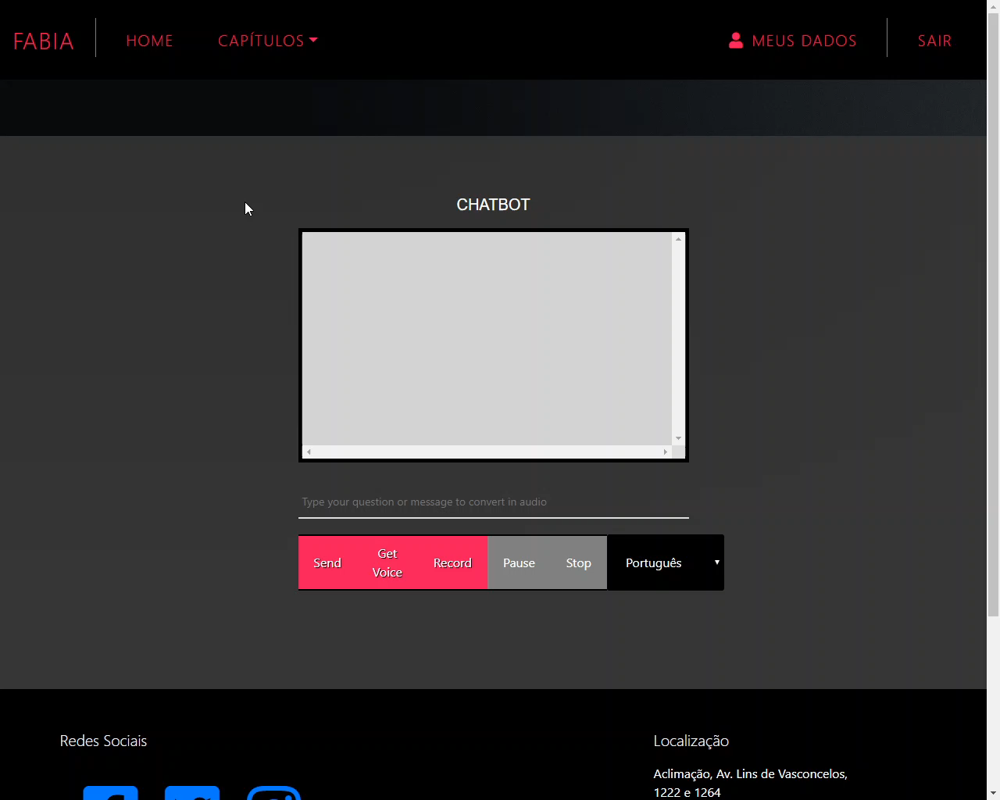 FABIA
HOME
CAPÍTULOS
MEUS DADOS
SAIR
CHATBOT
Type your question or message to convert in audio
Send
Get
Voice
Record
Pause
Stop
Português
Redes Sociais
Localização
Aclimação, Av. Lins de Vasconcelos,
1222 e 1264